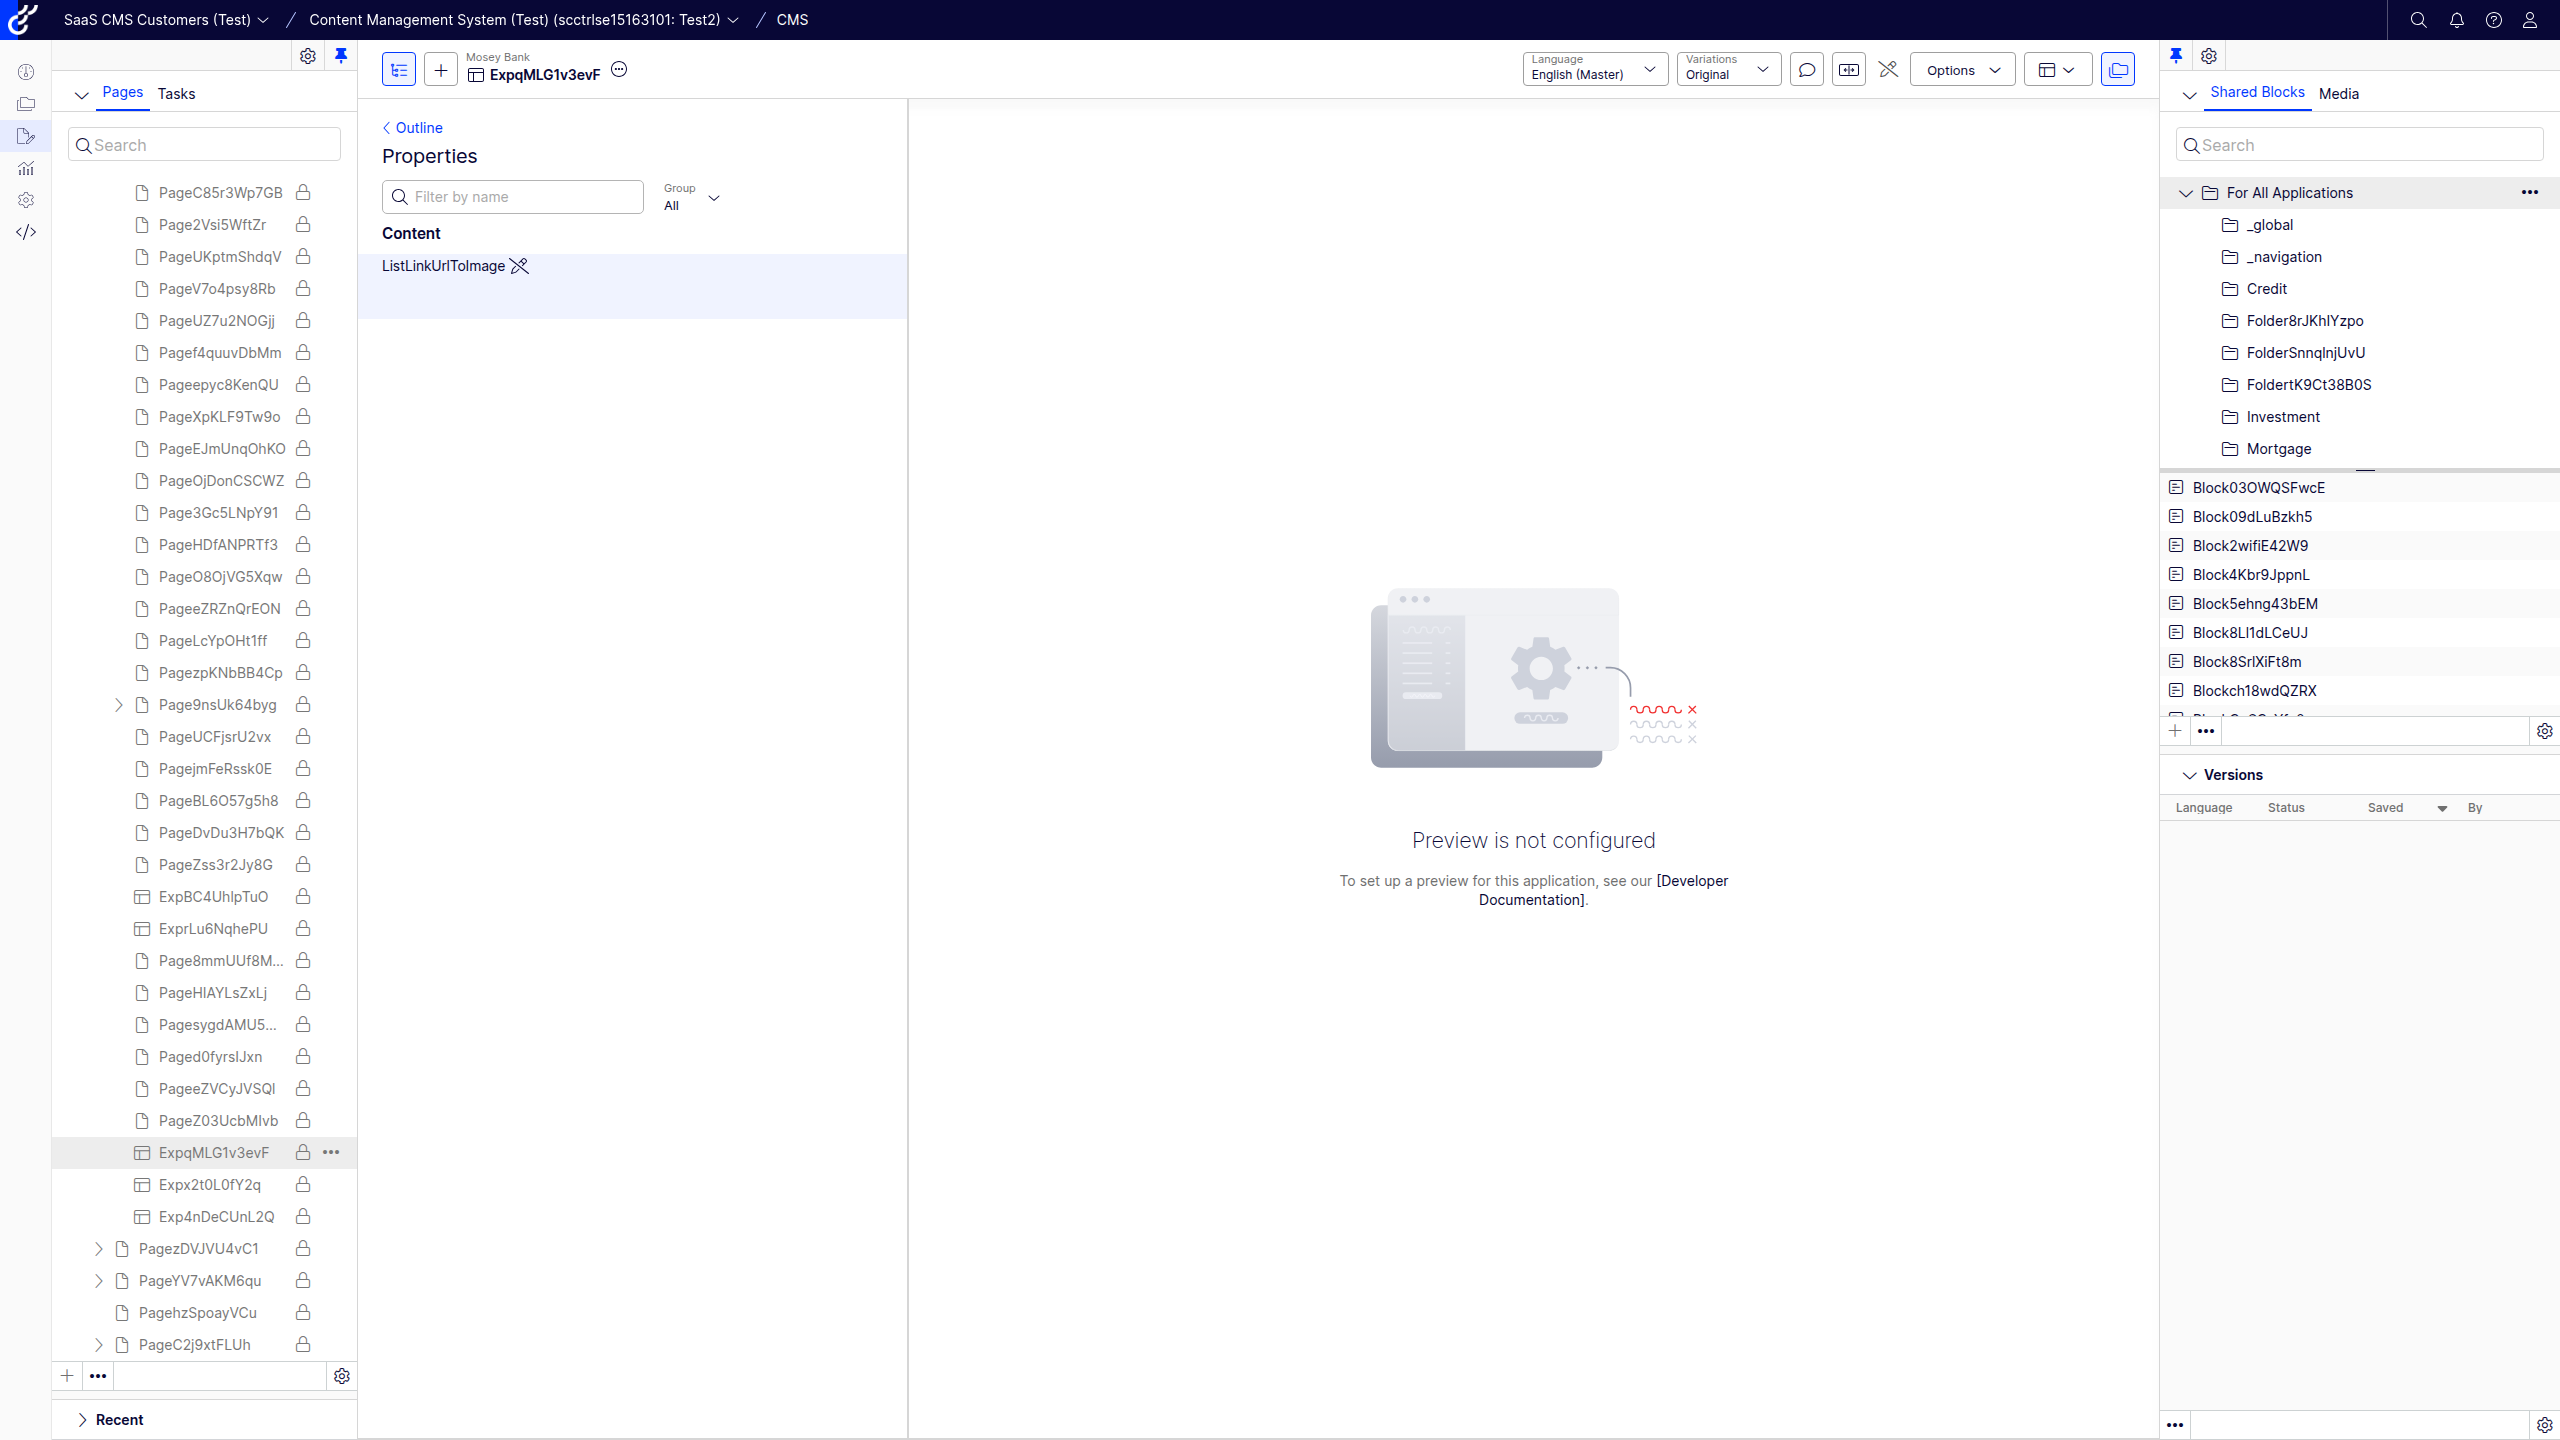 SaaS CMS Customers (Test)
Content Management System (Test) (scctrlse15163101: Test2)
CMS
Pages
Tasks
Search
PageC85r3Wp7GB
Page2Vsi5WftZr
PageUKptmShdqV
PageV7o4psy8Rb
PageUZ7u2NOGjj
Pagef4quuvDbMm
Pageepyc8KenQU
PageXpKLF9Tw9o
PageEJmUnqOhKO
PageOjDonCSCWZ
Page3Gc5LNpY91
PageHDfANPRTf3
PageO8OjVG5Xqw
PageeZRZnQrEON
PageLcYpOHt1ff
PagezpKNbBB4Cp
Page9nsUk64byg
PageUCFjsrU2vx
PagejmFeRssk0E
PageBL6O57g5h8
PageDvDu3H7bQK
PageZss3r2Jy8G
ExpBC4UhlpTuO
ExprLu6NqhePU
Page8mmUUf8M...
PageHlAYLsZxLj
PagesygdAMU5...
Paged0fyrsIJxn
PageeZVCyJVSQl
PageZ03UcbMIvb
ExpqMLG1v3evF
Expx2t0L0fY2q
Exp4nDeCUnL2Q
PagezDVJVU4vC1
PageYV7vAKM6qu
PagehzSpoayVCu
PageC2j9xtFLUh
Recent
Mosey Bank
ExpqMLG1v3evF
Language
English (Master)
Variations
Original
Options
Outline
Properties
Filter by name
Group
All
Content
ListLinkUrlToImage
Preview is not configured
To set up a preview for this application, see our [Developer
Documentation].
Shared Blocks
Media
Search
For All Applications
_global
_navigation
Credit
Folder8rJKhlYzpo
FolderSnnqlnjUvU
FoldertK9Ct38B0S
Investment
Mortgage
Block03OWQSFwcE
Block09dLuBzkh5
Block2wifiE42W9
Block4Kbr9JppnL
Block5ehng43bEM
Block8LI1dLCeUJ
Block8SrlXiFt8m
Blockch18wdQZRX
Versions
Language
Status
Saved
By